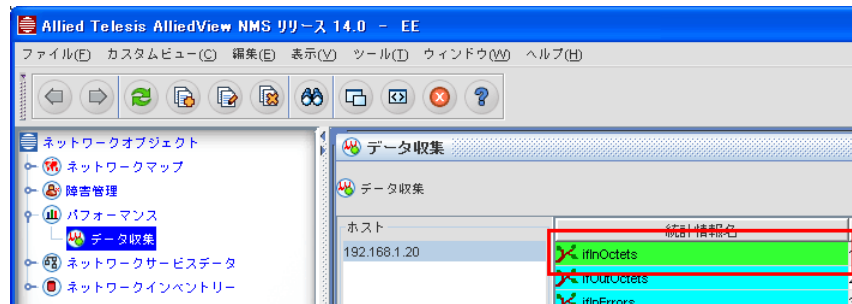 Allied Telesis AlliedView NMS リリース 14.0 - EE
ファイル(F) カスタムビュー(C) 編集(E) 表示(V) ツール(T) ウィンドウ(W) ヘルプ(H)
ネットワークオブジェクト
ネットワークマップ
障害管理
パフォーマンス
データ収集
ネットワークサービスデータ
ネットワークインベントリー
データ収集
データ収集
ホスト
統計情報名
192.168.1.20
ifInOctets
ifOutOctets
ifInErrors